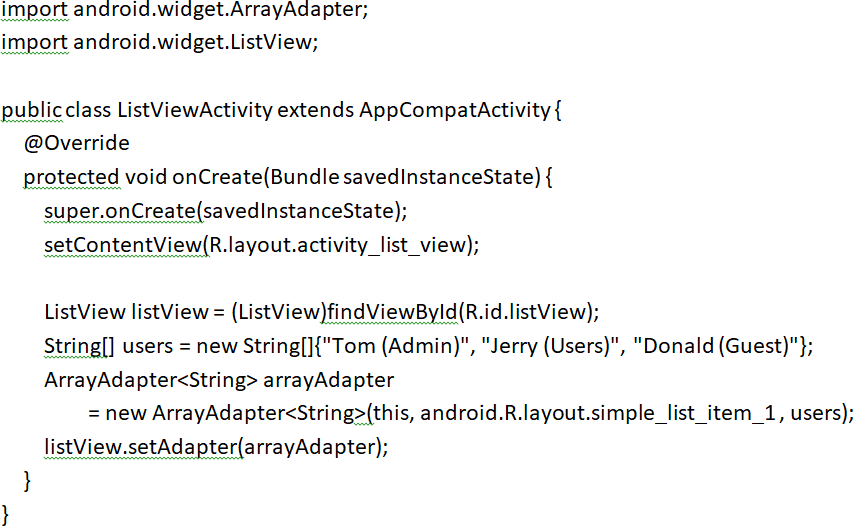 import android.widget.ArrayAdapter;
import android.widget.ListView;
public class ListViewActivity extends AppCompatActivity {
@Override
protected void onCreate(Bundle savedInstanceState) {
super.onCreate(savedInstanceState);
setContentView(R.layout.activity_list_view);
ListView listView = (ListView)findViewById(R.id.listView);
String[] users = new String[]{"Tom (Admin)", "Jerry (Users)", "Donald (Guest)"};
ArrayAdapter<String> arrayAdapter
= new ArrayAdapter<String>(this, android.R.layout.simple_list_item_1 , users);
listView.setAdapter(arrayAdapter);
}
}